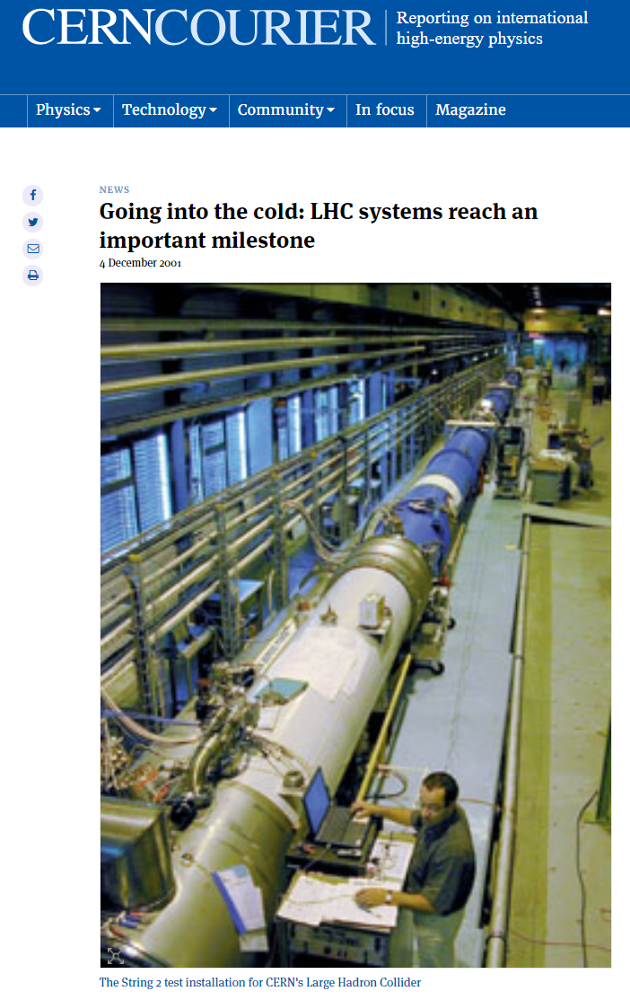 CERNCOURIER
Reporting on international
high-energy physics
Physics
Technology
Community
In focus
Magazine
NEWS
Going into the cold: LHC systems reach an
important milestone
4 December 2001
The String 2 test installation for CERN's Large Hadron Collider